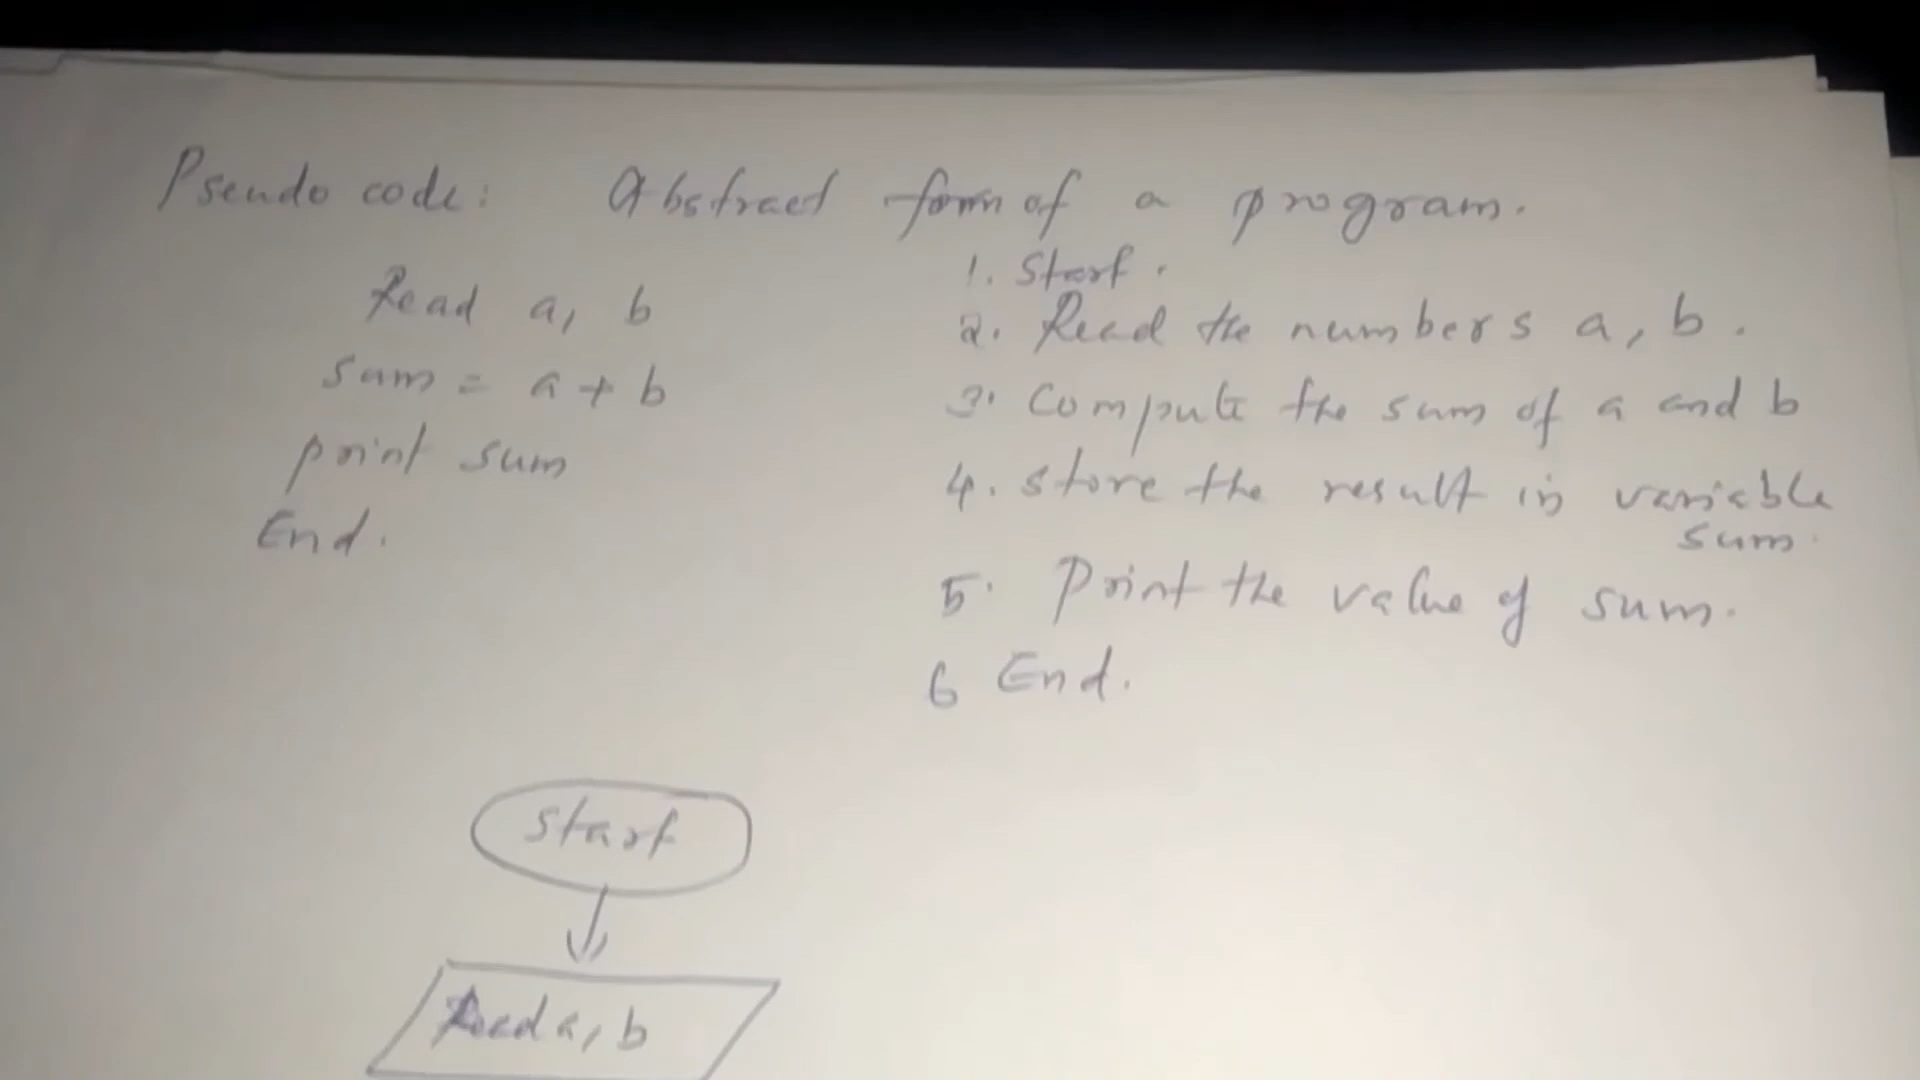 Pseudo code: Abstract form of a program.
Read a, b
sum = a + b
print sum
End.
1. Start.
2. Read the numbers a, b.
3. Compute the sum of a and b
4. store the result in variable
sum.
5. Print the value of sum.
6 End.
Start
Read a, b